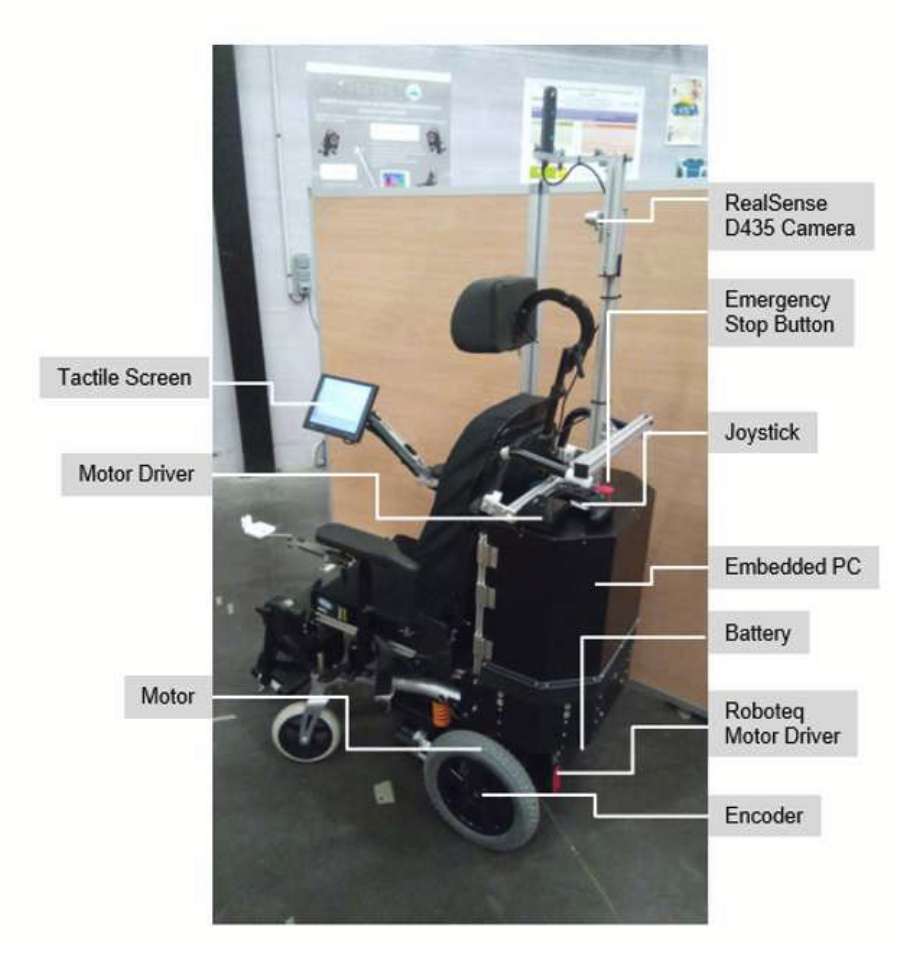 RealSense
D435 Camera
Emergency
Stop Button
Tactile Screen
Joystick
Motor Driver
Embedded PC
Battery
Motor
Roboteq
Motor Driver
Encoder